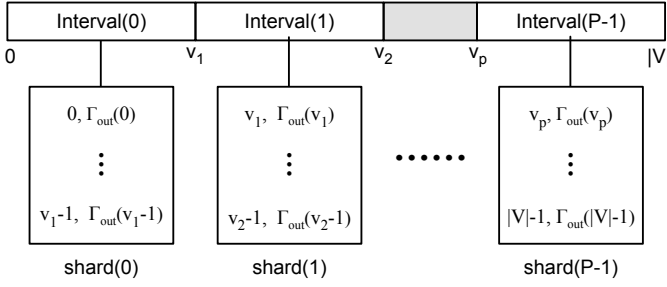 Interval(0) Interval(1) Interval(P-1)
0 v₁ v₂ vₚ |V
0, Γout(0) v₁, Γout(v₁) vₚ, Γout(vₚ)
v₁-1, Γout(v₁-1) v₂-1, Γout(v₂-1) |V|-1, Γout(|V|-1)
shard(0) shard(1) shard(P-1)